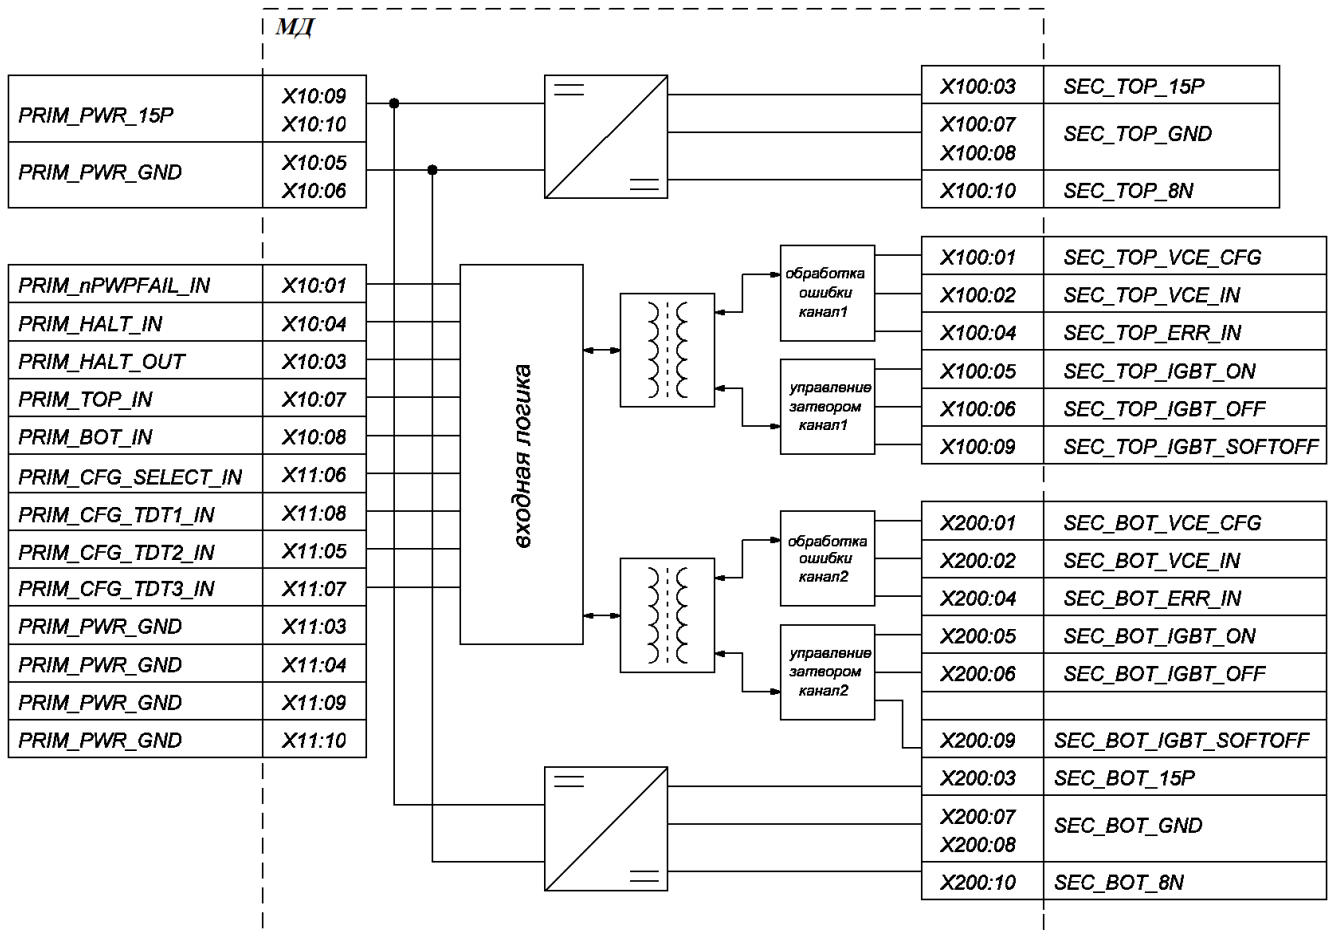 МД
PRIM_PWR_15P
X10:09
X10:10
PRIM_PWR_GND
X10:05
X10:06
PRIM_nPWPFAIL_IN X10:01
PRIM_HALT_IN X10:04
PRIM_HALT_OUT X10:03
PRIM_TOP_IN X10:07
PRIM_BOT_IN X10:08
PRIM_CFG_SELECT_IN X11:06
PRIM_CFG_TDT1_IN X11:08
PRIM_CFG_TDT2_IN X11:05
PRIM_CFG_TDT3_IN X11:07
PRIM_PWR_GND X11:03
PRIM_PWR_GND X11:04
PRIM_PWR_GND X11:09
PRIM_PWR_GND X11:10
входная логика
обработка
ошибки
канал1
управление
затвором
канал1
обработка
ошибки
канал2
управление
затвором
канал2
X100:03 SEC_TOP_15P
X100:07
X100:08
SEC_TOP_GND
X100:10 SEC_TOP_8N
X100:01 SEC_TOP_VCE_CFG
X100:02 SEC_TOP_VCE_IN
X100:04 SEC_TOP_ERR_IN
X100:05 SEC_TOP_IGBT_ON
X100:06 SEC_TOP_IGBT_OFF
X100:09 SEC_TOP_IGBT_SOFTOFF
X200:01 SEC_BOT_VCE_CFG
X200:02 SEC_BOT_VCE_IN
X200:04 SEC_BOT_ERR_IN
X200:05 SEC_BOT_IGBT_ON
X200:06 SEC_BOT_IGBT_OFF
X200:09 SEC_BOT_IGBT_SOFTOFF
X200:03 SEC_BOT_15P
X200:07
X200:08
SEC_BOT_GND
X200:10 SEC_BOT_8N